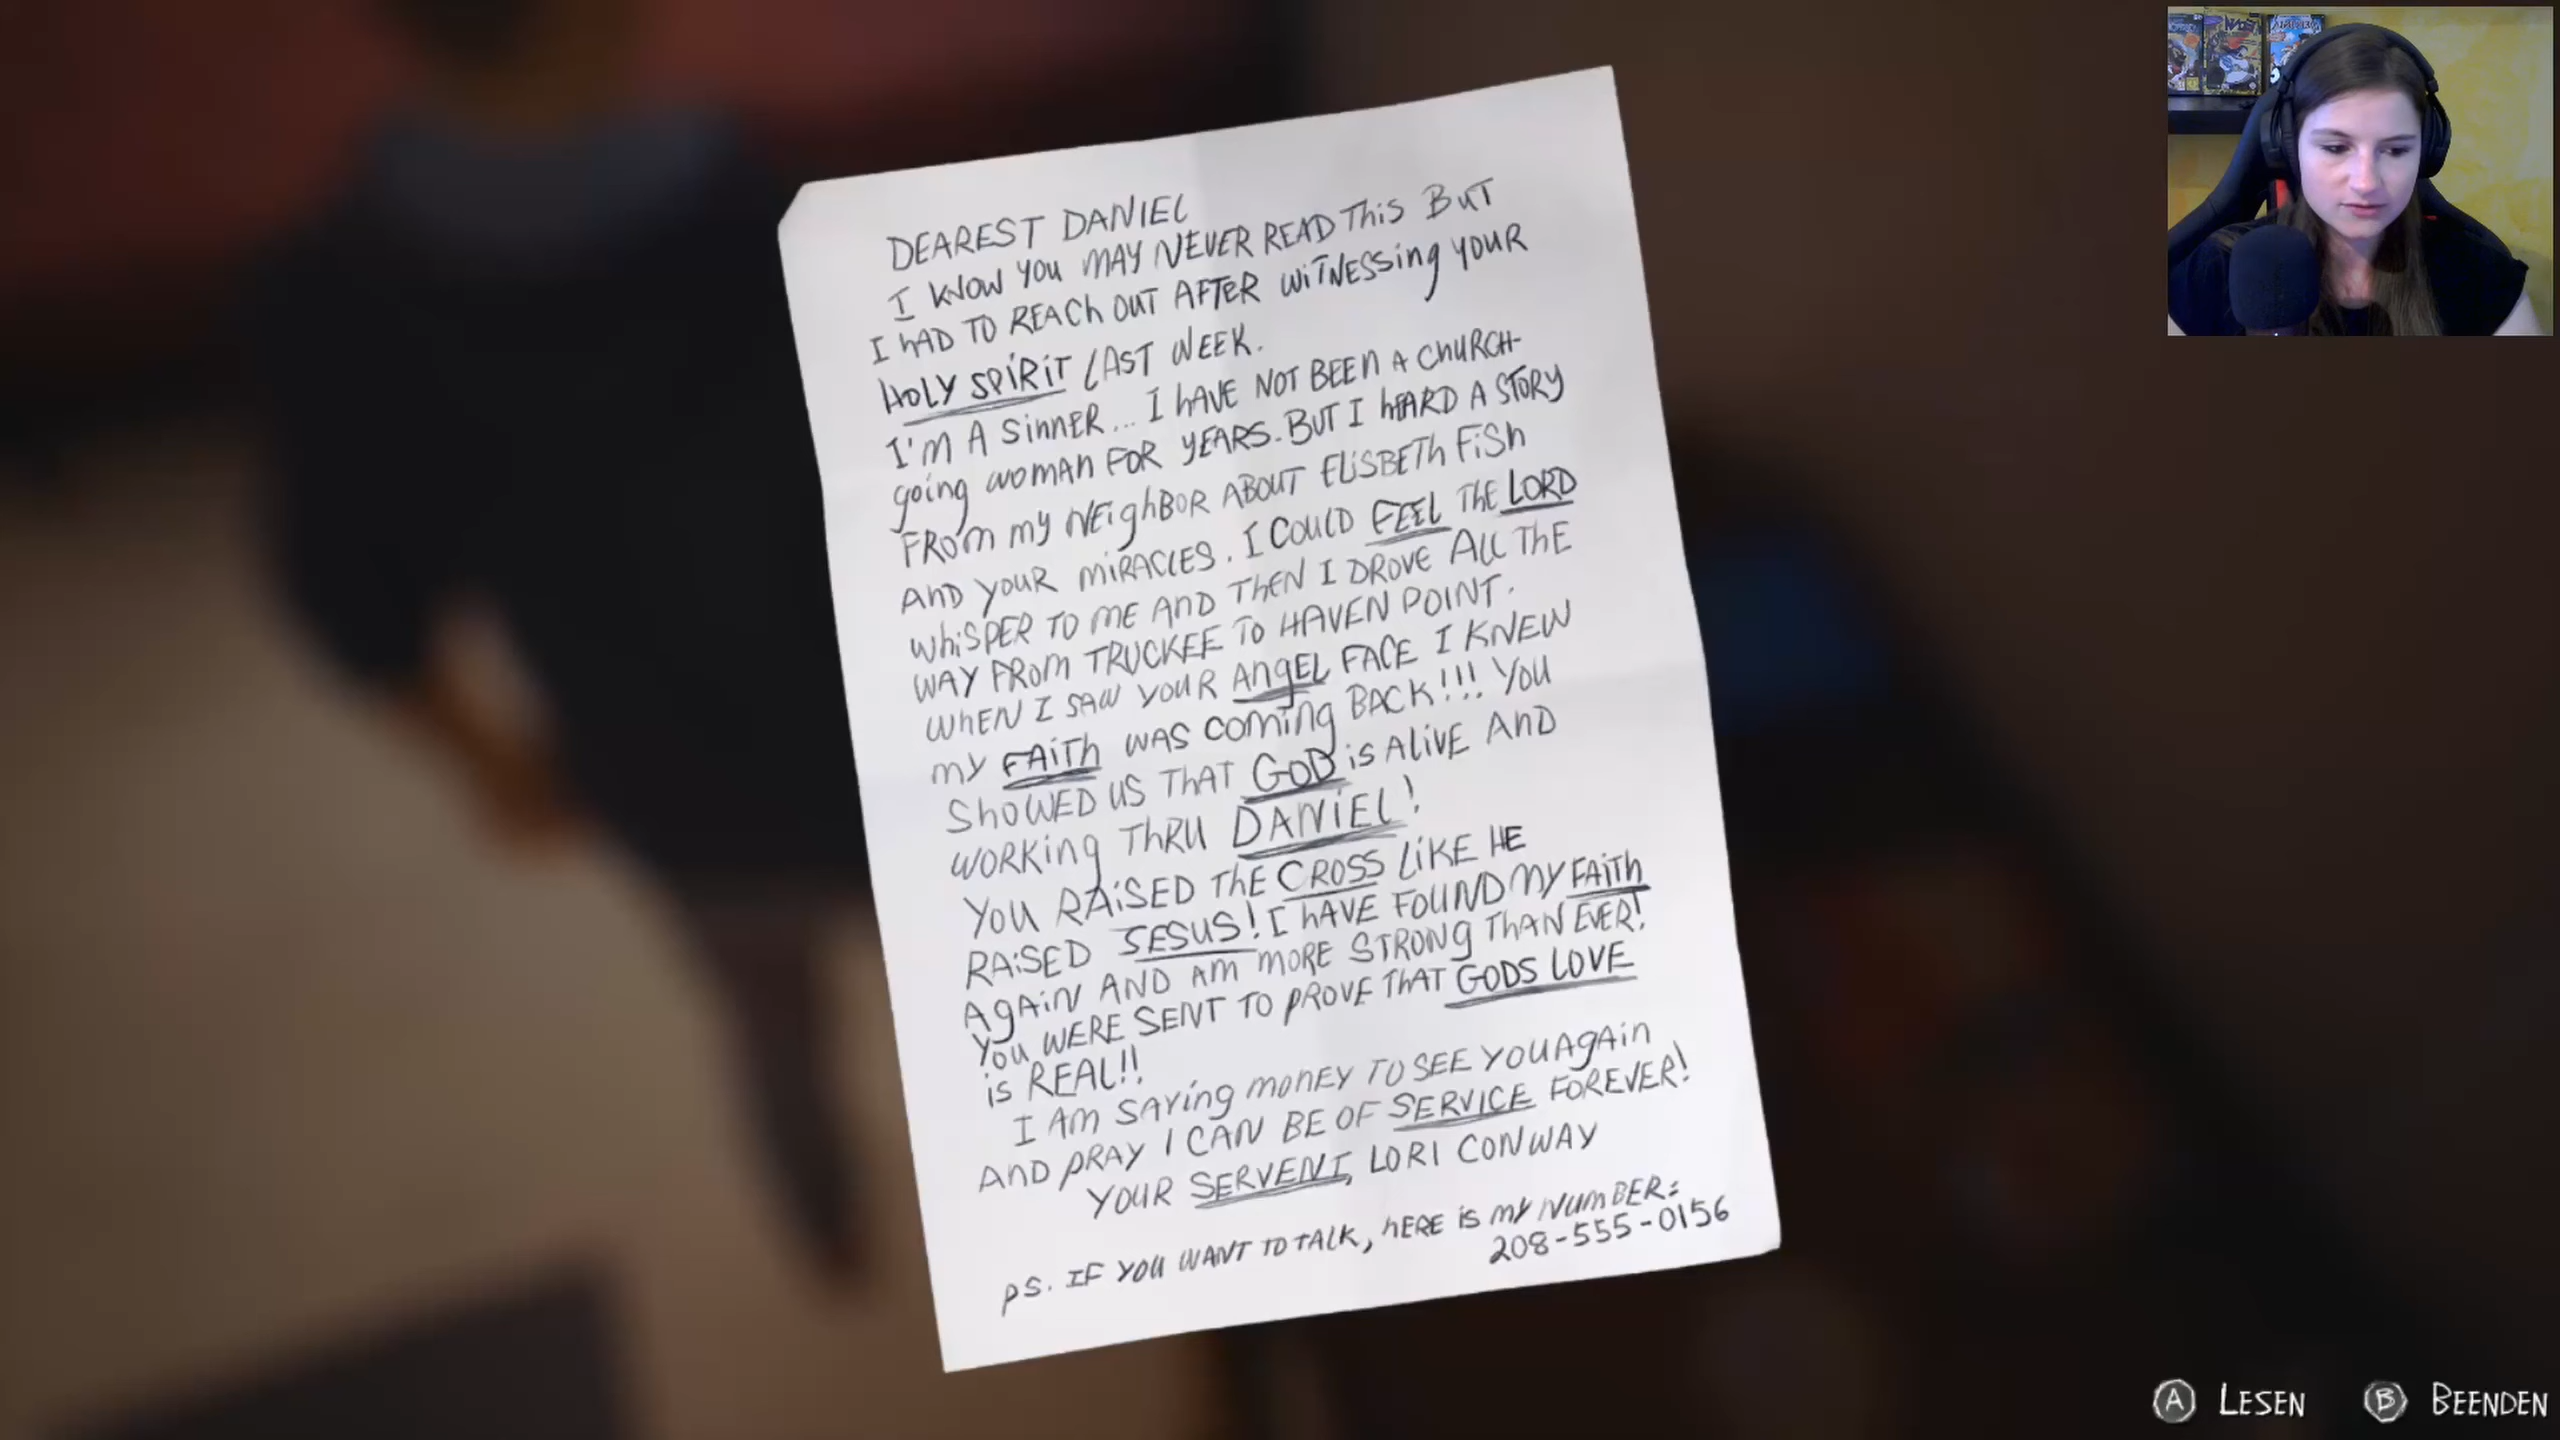 DEAREST DANIEL
I KNOW YOU MAY NEVER READ THIS BUT
I HAD TO REACH OUT AFTER WITNESSING YOUR
HOLY SPIRIT LAST WEEK.
I'M A SINNER... I HAVE NOT BEEN A CHURCH-
GOING WOMAN FOR YEARS. BUT I HEARD A STORY
FROM MY NEIGHBOR ABOUT ELISBETH FISH
AND YOUR MIRACLES. I COULD FEEL THE LORD
WHISPER TO ME AND THEN I DROVE ALL THE
WAY FROM TRUCKEE TO HAVEN POINT.
WHEN I SAW YOUR ANGEL FACE I KNEW
MY FAITH WAS COMING BACK!!! YOU
SHOWED US THAT GOD IS ALIVE AND
WORKING THRU DANIEL!
YOU RAISED THE CROSS LIKE HE
RAISED JESUS! I HAVE FOUND MY FAITH
AGAIN AND AM MORE STRONG THAN EVER!
YOU WERE SENT TO PROVE THAT GODS LOVE
IS REAL!!
I AM SAVING MONEY TO SEE YOU AGAIN
AND PRAY I CAN BE OF SERVICE FOREVER!
YOUR SERVENT, LORI CONWAY
PS. IF YOU WANT TO TALK, HERE IS MY NUMBER:
208-555-0156
A LESEN B BEENDEN